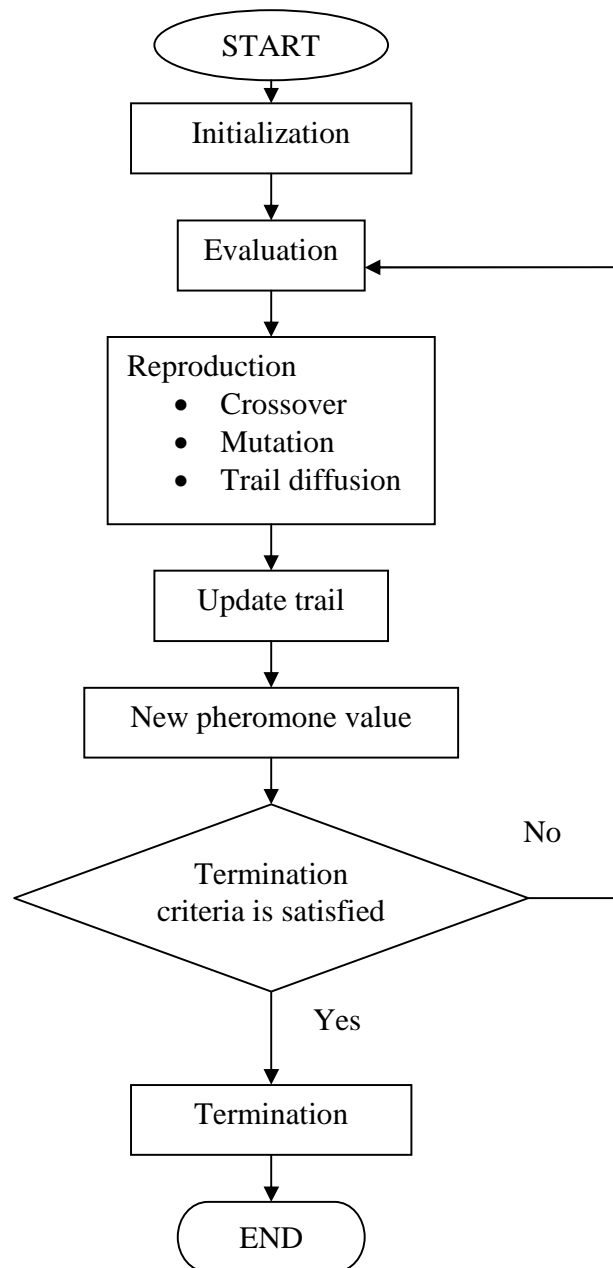 START
Initialization
Evaluation
Reproduction
• Crossover
• Mutation
• Trail diffusion
Update trail
New pheromone value
No
Termination
criteria is satisfied
Yes
Termination
END